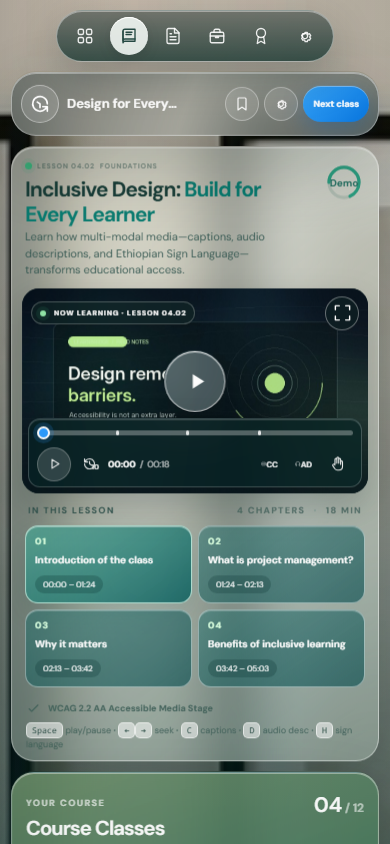 Design for Every...
Next class
LESSON 04.02 FOUNDATIONS
Demo
Inclusive Design: Build for
Every Learner
Learn how multi-modal media—captions, audio
descriptions, and Ethiopian Sign Language—
transforms educational access.
NOW LEARNING · LESSON 04.02
NOTES
Design rem
barriers.
Accessibility is not an extra layer.
00:00 / 00:18
CC
AD
IN THIS LESSON
4 CHAPTERS · 18 MIN
01
Introduction of the class
00:00 – 01:24
02
What is project management?
01:24 – 02:13
03
Why it matters
02:13 – 03:42
04
Benefits of inclusive learning
03:42 – 05:03
WCAG 2.2 AA Accessible Media Stage
Space play/pause · ← → seek · C captions · D audio desc · H sign
language
YOUR COURSE
04 / 12
Course Classes